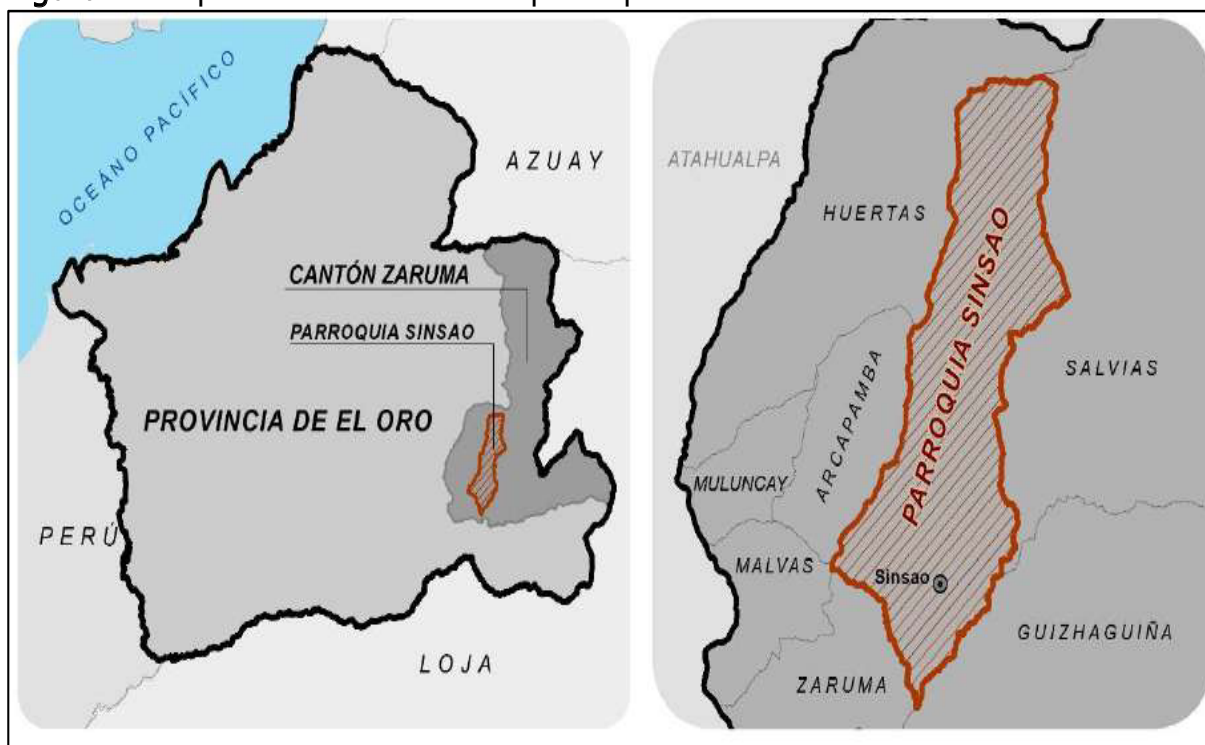 OCEÁNO PACÍFICO
AZUAY
CANTÓN ZARUMA
PARROQUIA SINSAO
PROVINCIA DE EL ORO
PERÚ
LOJA
ATAHUALPA
HUERTAS
PARROQUIA SINSAO
SALVIAS
ARCAPAMBA
MULUNCAY
MALVAS
Sinsao
GUIZHAGUIÑA
ZARUMA